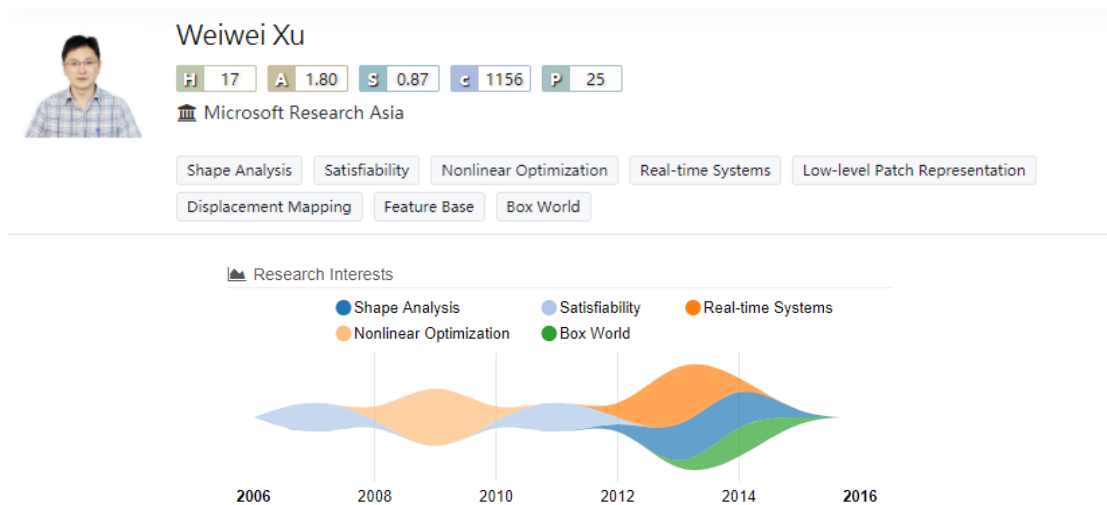 Weiwei Xu
H 17 A 1.80 S 0.87 c 1156 P 25
Microsoft Research Asia
Shape Analysis Satisfiability Nonlinear Optimization Real-time Systems Low-level Patch Representation
Displacement Mapping Feature Base Box World
Research Interests
Shape Analysis Satisfiability Real-time Systems
Nonlinear Optimization Box World
2006 2008 2010 2012 2014 2016